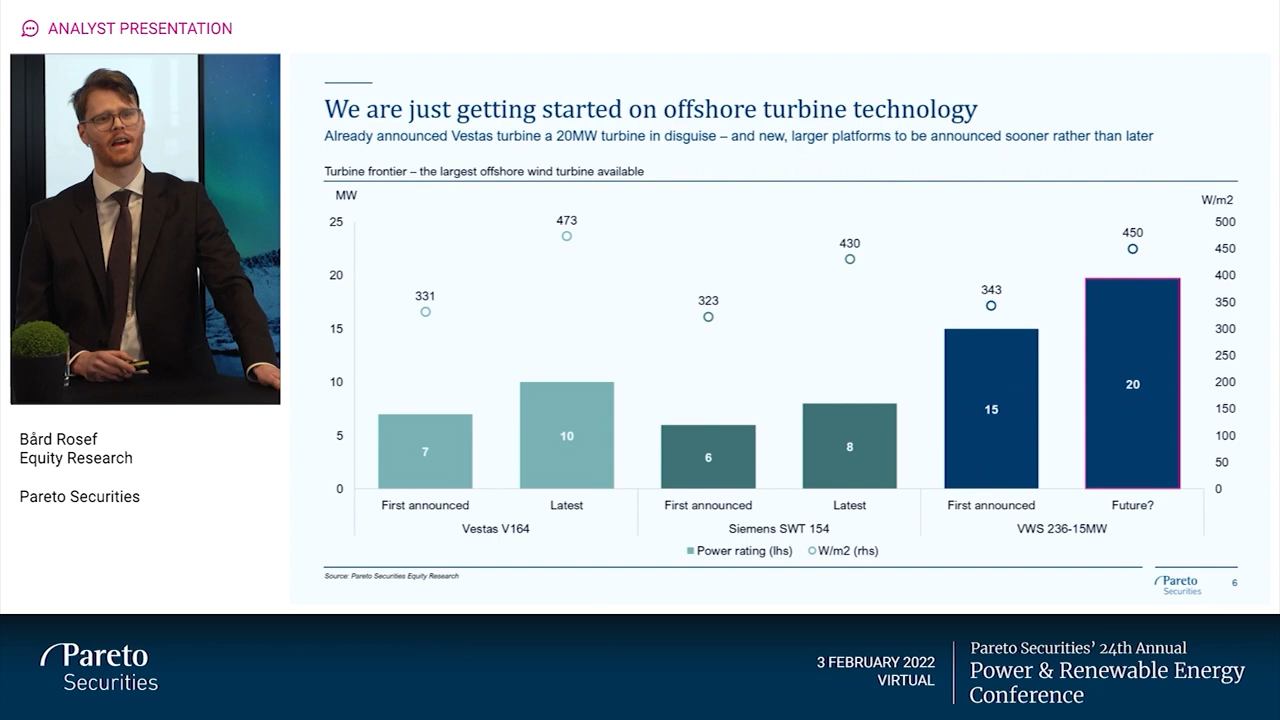 ANALYST PRESENTATION
Bård Rosef
Equity Research
Pareto Securities
We are just getting started on offshore turbine technology
Already announced Vestas turbine a 20MW turbine in disguise – and new, larger platforms to be announced sooner rather than later
Turbine frontier – the largest offshore wind turbine available
MW
W/m2
25
20
15
10
5
0
500
450
400
350
300
250
200
150
100
50
0
331
473
323
430
343
450
7
10
6
8
15
20
First announced
Latest
First announced
Latest
First announced
Future?
Vestas V164
Siemens SWT 154
VWS 236-15MW
Power rating (lhs)
W/m2 (rhs)
Source: Pareto Securities Equity Research
Pareto
Securities
6
Pareto
Securities
3 FEBRUARY 2022
VIRTUAL
Pareto Securities’ 24th Annual
Power & Renewable Energy
Conference